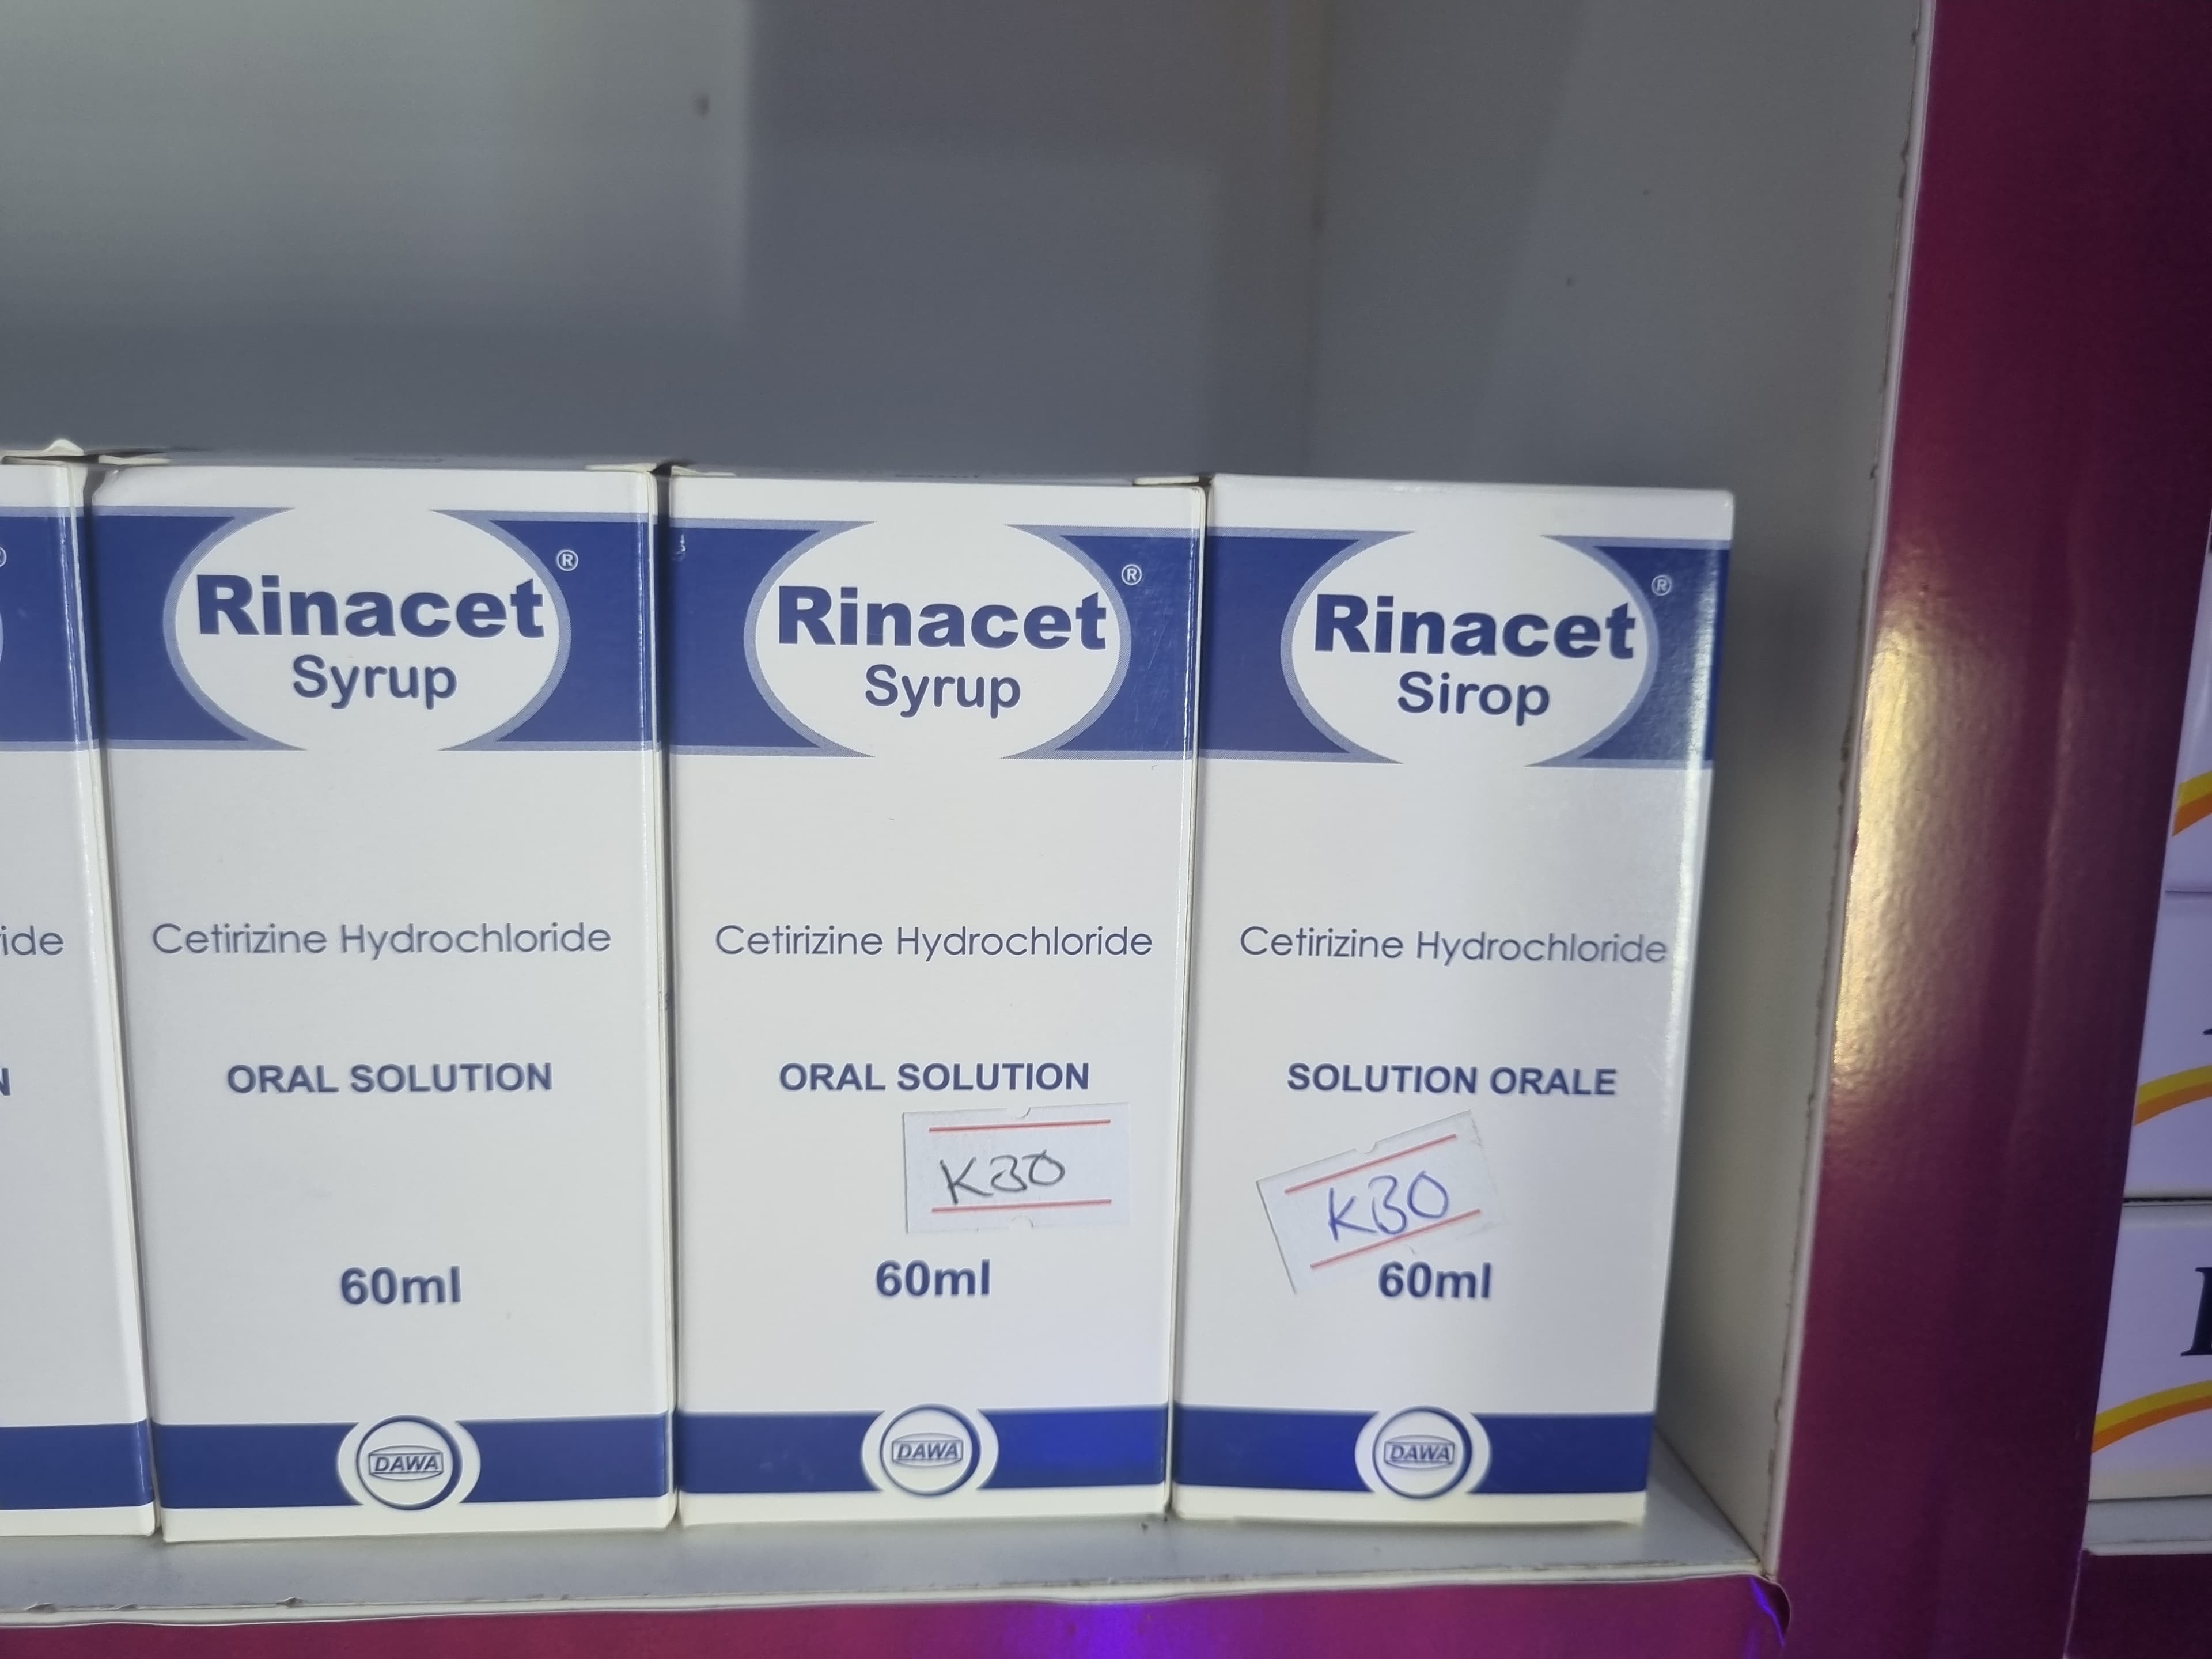 Rinacet®
Syrup
Cetirizine Hydrochloride
ORAL SOLUTION
60ml
DAWA
Rinacet®
Syrup
Cetirizine Hydrochloride
ORAL SOLUTION
K30
60ml
DAWA
Rinacet®
Sirop
Cetirizine Hydrochloride
SOLUTION ORALE
K30
60ml
DAWA